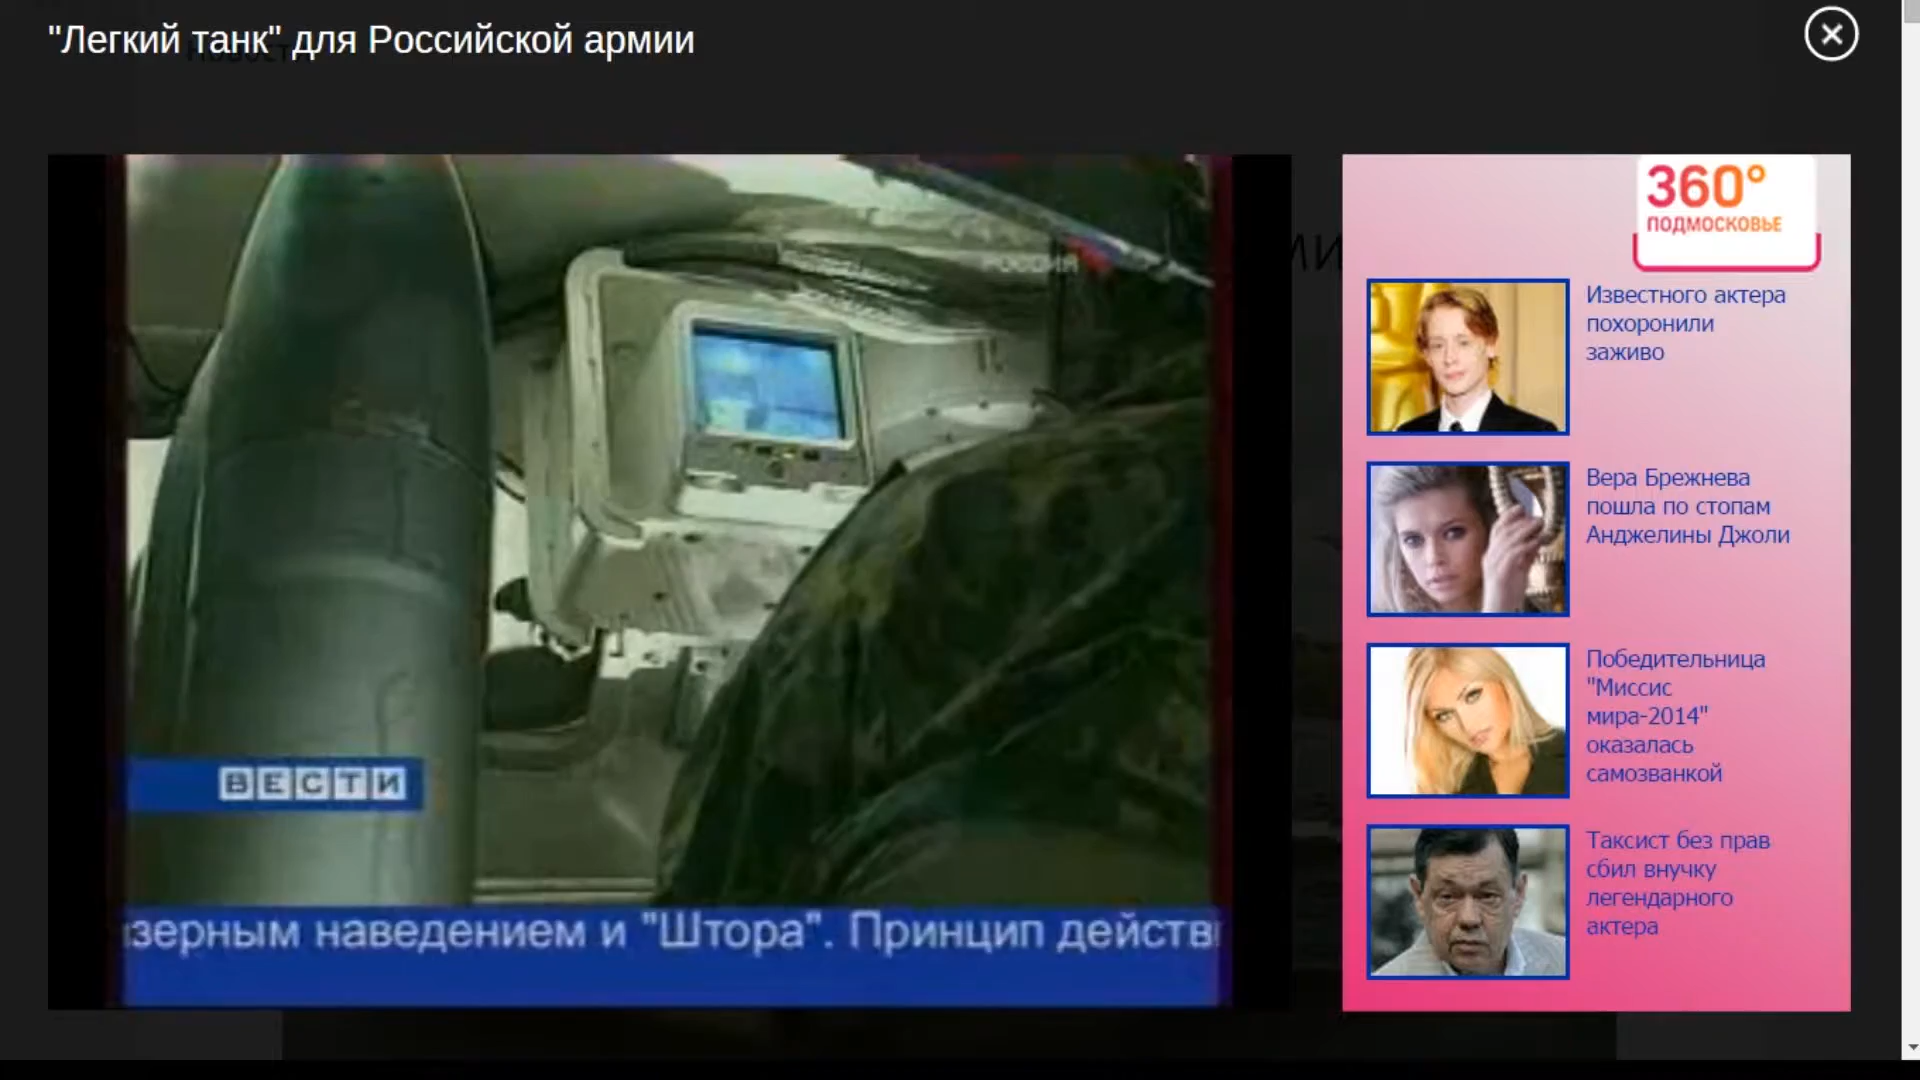 "Легкий танк" для Российской армии
РОССИЯ
ВЕСТИ
зерным наведением и "Штора". Принцип действ
360°
ПОДМОСКОВЬЕ
Известного актера
похоронили
заживо
Вера Брежнева
пошла по стопам
Анджелины Джоли
Победительница
"Миссис
мира-2014"
оказалась
самозванкой
Таксист без прав
сбил внучку
легендарного
актера